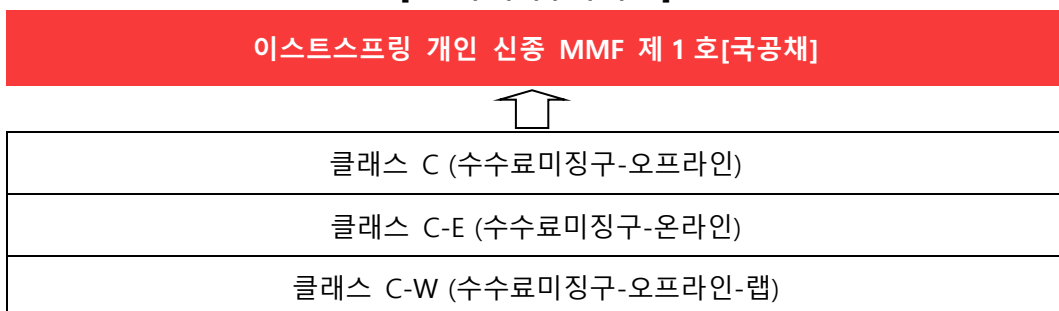 이스트스프링 개인 신종 MMF 제 1 호[국공채]
클래스 C (수수료미징구-오프라인)
클래스 C-E (수수료미징구-온라인)
클래스 C-W (수수료미징구-오프라인-랩)